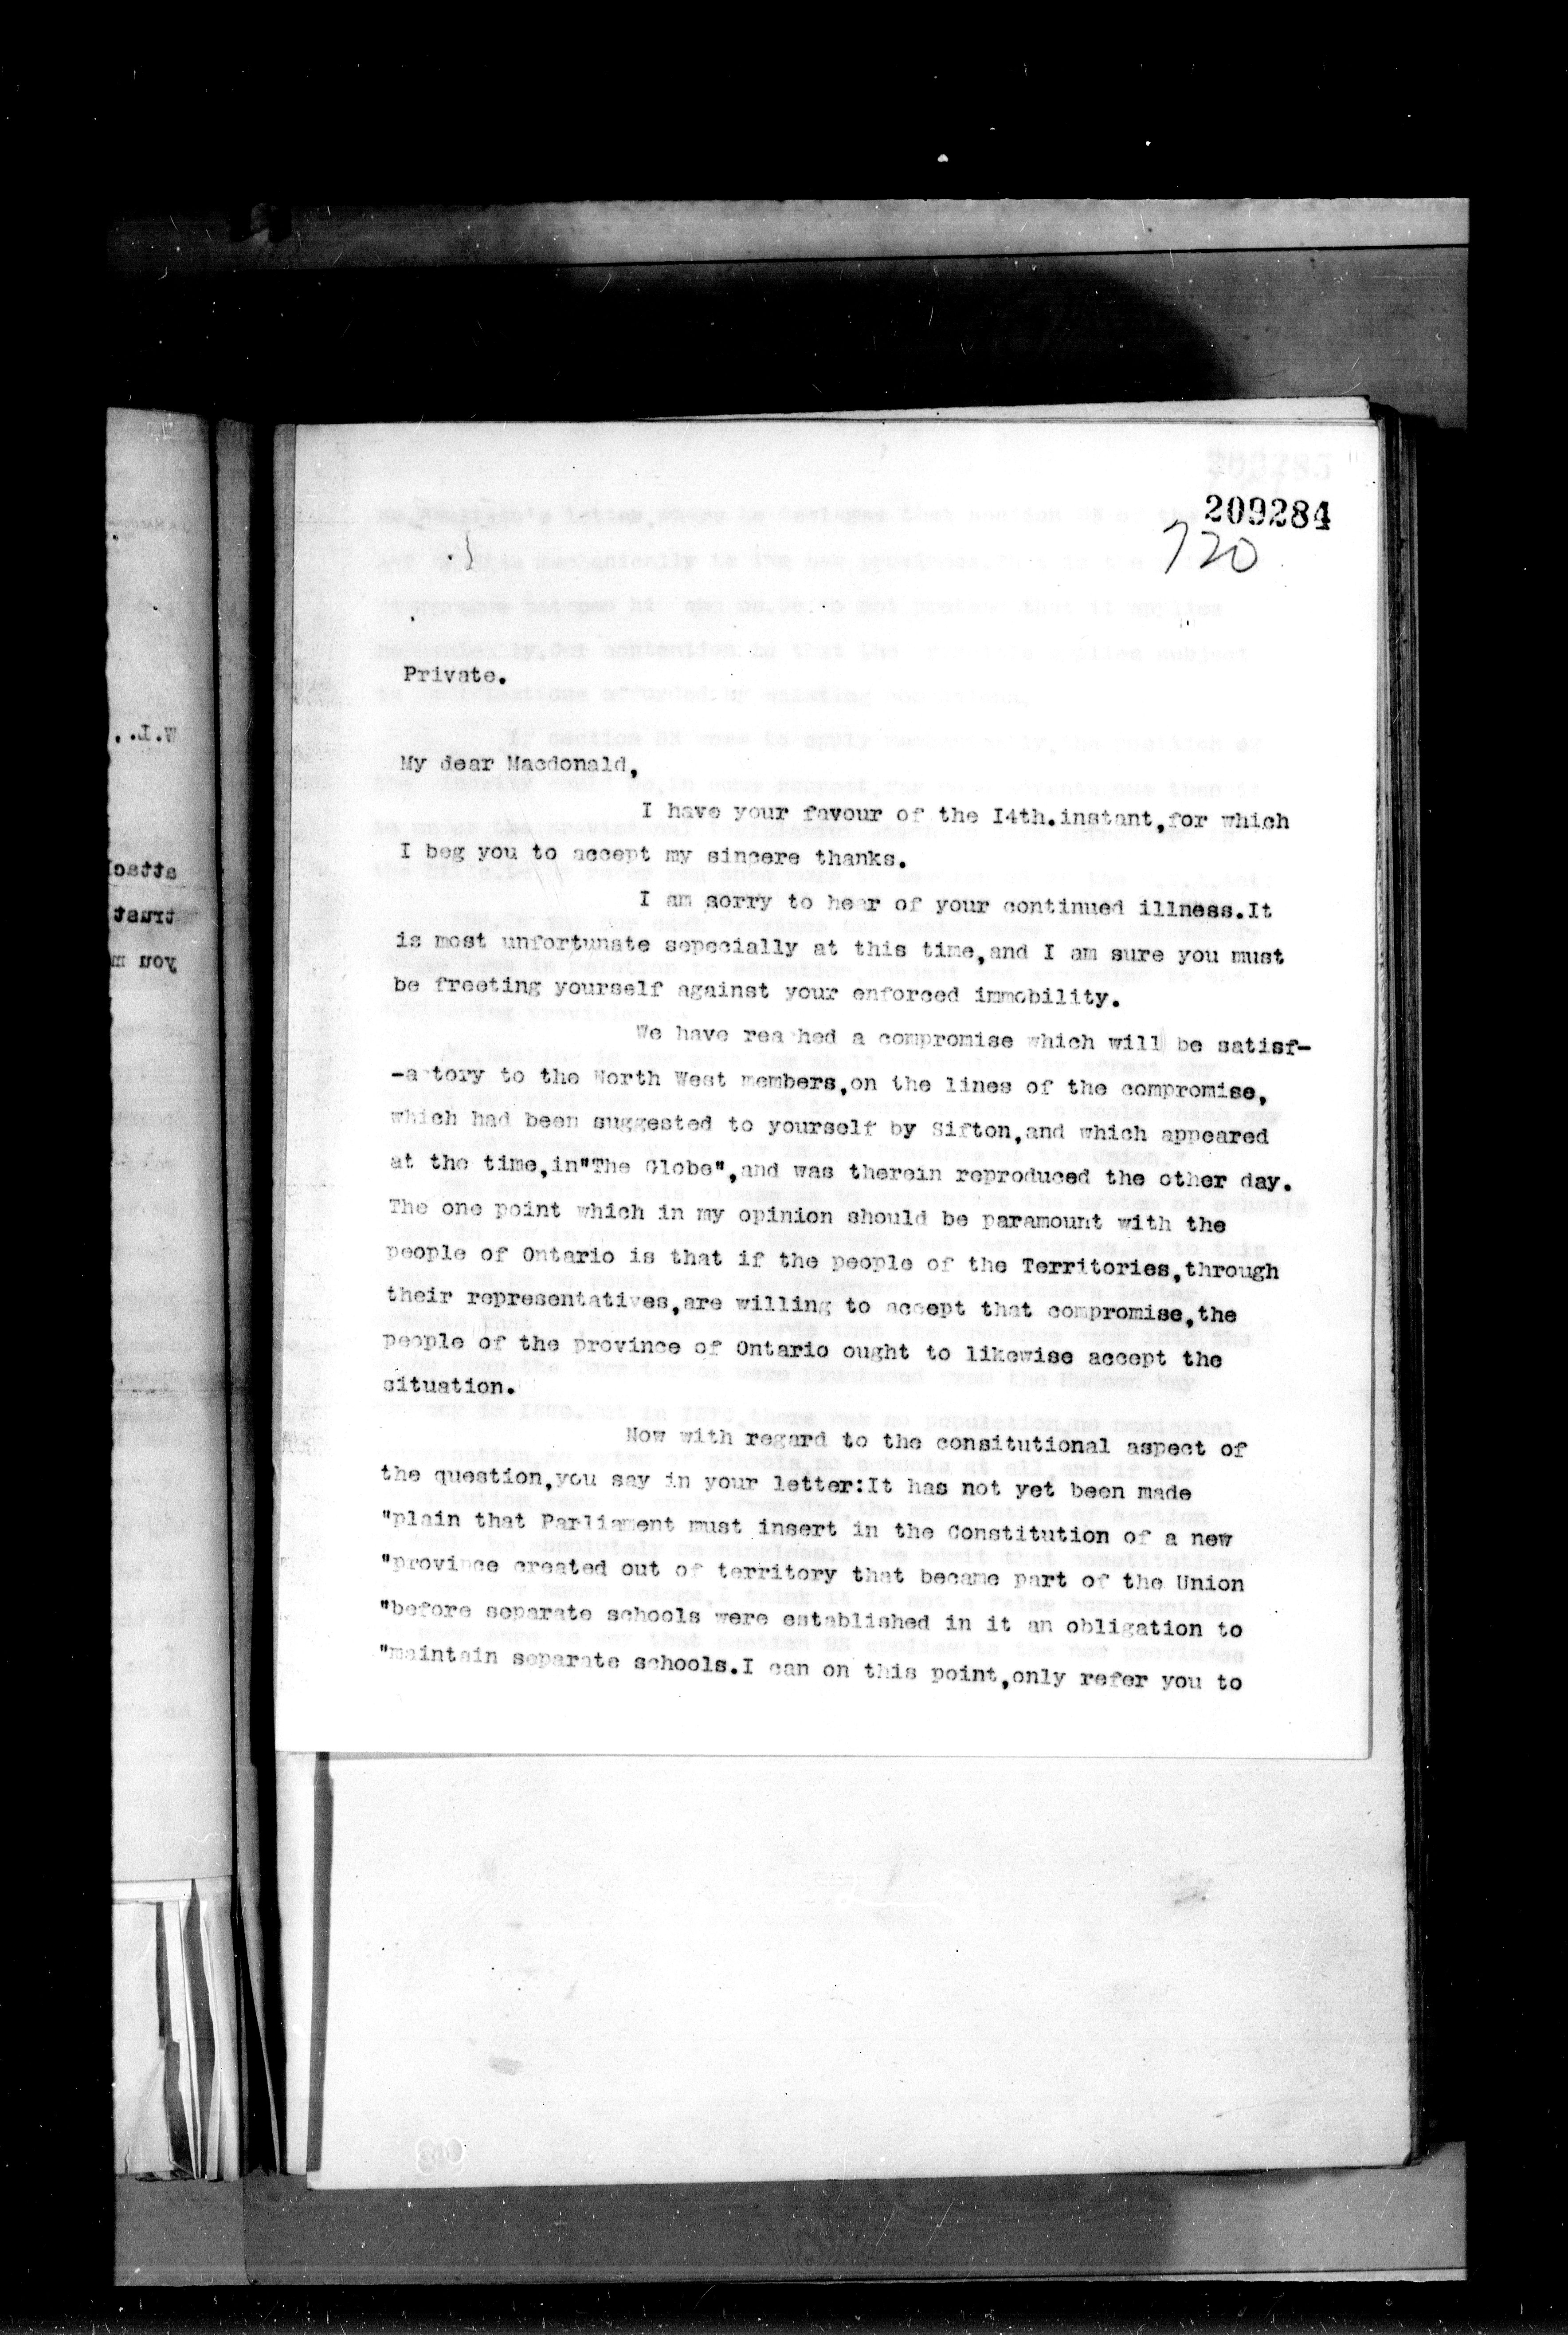 209284
720
Private.
My dear Macdonald,
I have your favour of the I4th.instant,for which
I beg you to accept my sincere thanks.
I am sorry to hear of your continued illness.It
is most unfortunate sepecially at this time,and I am sure you must
be freeting yourself against your enforced immobility.
We have reached a compromise which will be satisf-
-actory to the North West members,on the lines of the compromise,
which had been suggested to yourself by Sifton,and which appeared
at the time,in"The Globe",and was therein reproduced the other day.
The one point which in my opinion should be paramount with the
people of Ontario is that if the people of the Territories,through
their representatives,are willing to accept that compromise,the
people of the province of Ontario ought to likewise accept the
situation.
Now with regard to the consitutional aspect of
the question,you say in your letter:It has not yet been made
"plain that Parliament must insert in the Constitution of a new
"province created out of territory that became part of the Union
"before separate schools were established in it an obligation to
"maintain separate schools.I can on this point,only refer you to